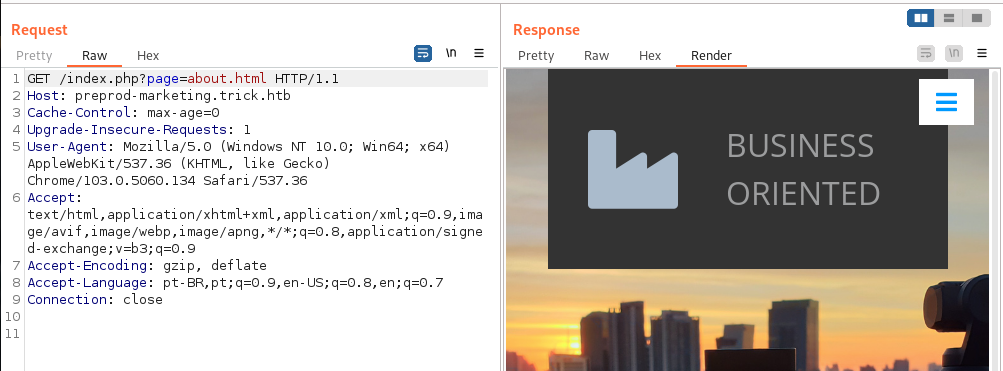 Request
Pretty Raw Hex \n
1 GET /index.php?page=about.html HTTP/1.1
2 Host: preprod-marketing.trick.htb
3 Cache-Control: max-age=0
4 Upgrade-Insecure-Requests: 1
5 User-Agent: Mozilla/5.0 (Windows NT 10.0; Win64; x64)
AppleWebKit/537.36 (KHTML, like Gecko)
Chrome/103.0.5060.134 Safari/537.36
6 Accept:
text/html,application/xhtml+xml,application/xml;q=0.9,ima
ge/avif,image/webp,image/apng,*/*;q=0.8,application/signe
d-exchange;v=b3;q=0.9
7 Accept-Encoding: gzip, deflate
8 Accept-Language: pt-BR,pt;q=0.9,en-US;q=0.8,en;q=0.7
9 Connection: close
10
11
Response
Pretty Raw Hex Render \n
BUSINESS
ORIENTED